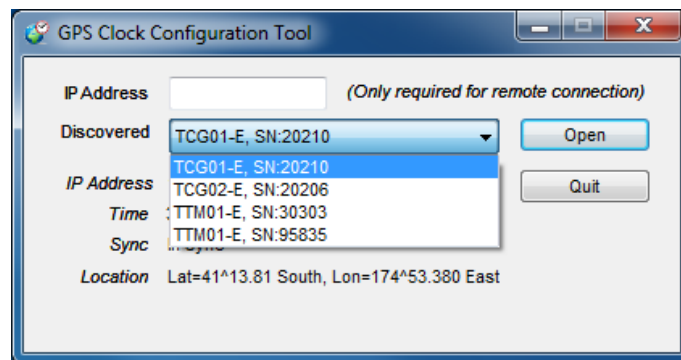 GPS Clock Configuration Tool
IP Address (Only required for remote connection)
Discovered TCG01-E, SN:20210 Open
TCG01-E, SN:20210
IP Address TCG02-E, SN:20206 Quit
Time TTM01-E, SN:30303
Sync TTM01-E, SN:95835
Location Lat=41^13.81 South, Lon=174^53.380 East